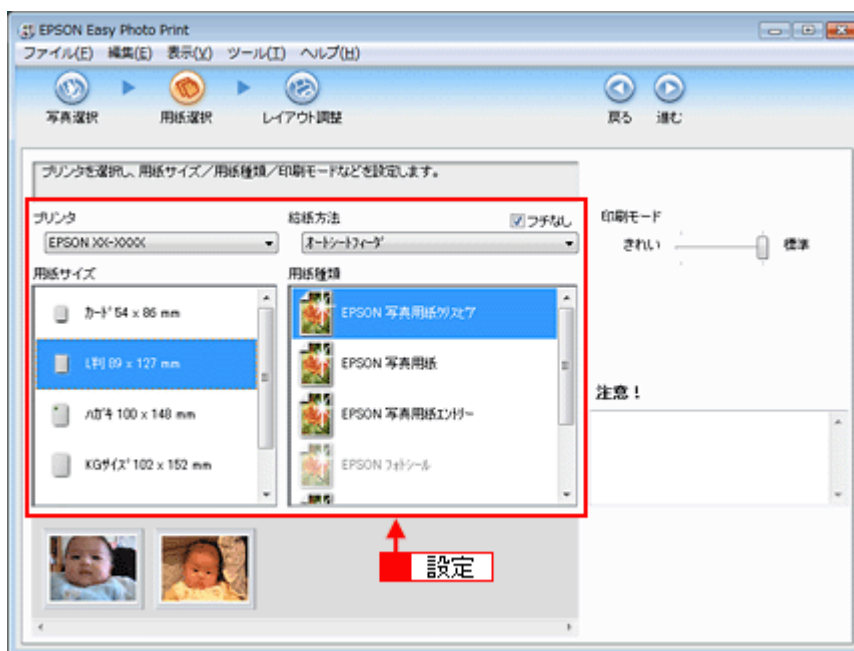 EPSON Easy Photo Print
ファイル(F) 編集(E) 表示(V) ツール(T) ヘルプ(H)
写真選択 用紙選択 レイアウト調整 戻る 進む
プリンタを選択し、用紙サイズ／用紙種類／印刷モードなどを設定します。
プリンタ 給紙方法 フチなし 印刷モード
EPSON XX-XXXX オートシートフィーダ きれい 標準
用紙サイズ 用紙種類
カード 54 x 86 mm EPSON 写真用紙クリスピア
L判 89 x 127 mm EPSON 写真用紙
注意！
ハガキ 100 x 148 mm EPSON 写真用紙エントリー
KGサイズ 102 x 152 mm EPSON フォトシール
設定